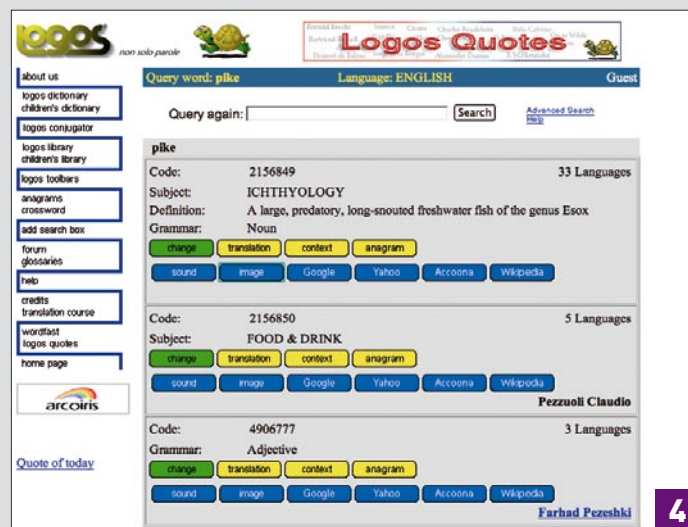 logos
non solo parole
Logos Quotes
about us
logos dictionary
children's dictionary
logos conjugator
logos library
children's library
logos toolbars
anagrams
crossword
add search box
forum
glossaries
help
credits
translation course
wordfast
logos quotes
home page
arcoiris
Quote of today
Query word: pike Language: ENGLISH Guest
Query again: Search Advanced Search
Help
pike
Code: 2156849 33 Languages
Subject: ICHTHYOLOGY
Definition: A large, predatory, long-snouted freshwater fish of the genus Esox
Grammar: Noun
change translation context anagram
sound image Google Yahoo Accoona Wikipedia
Code: 2156850 5 Languages
Subject: FOOD & DRINK
change translation context anagram
sound image Google Yahoo Accoona Wikipedia
Pezzuoli Claudio
Code: 4906777 3 Languages
Grammar: Adjective
change translation context anagram
sound image Google Yahoo Accoona Wikipedia
Farhad Pezeshki
4